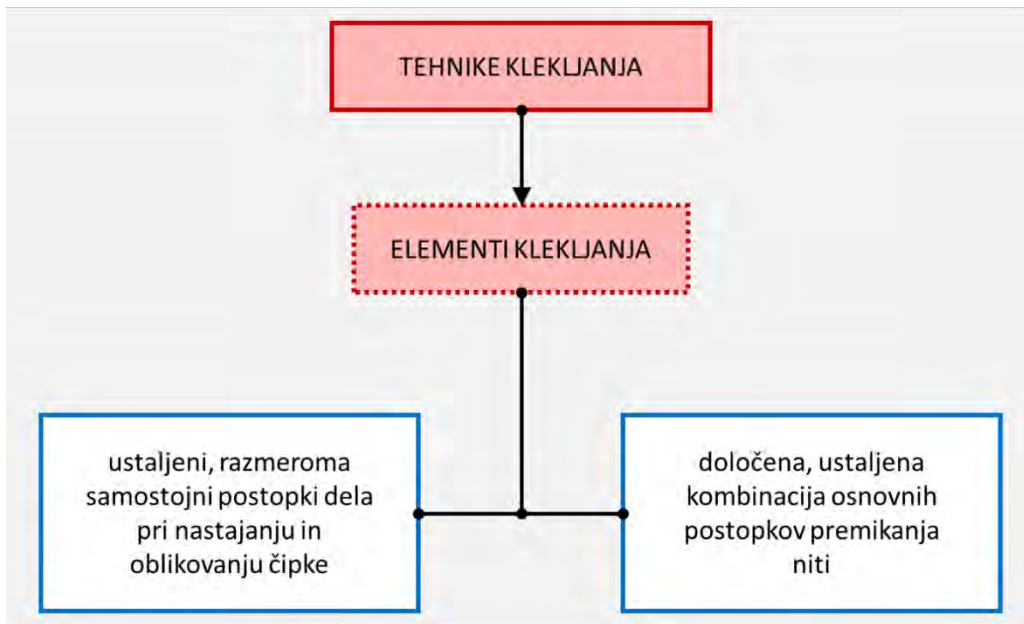 TEHNIKE KLEKLJANJA
ELEMENTI KLEKLJANJA
ustaljeni, razmeroma
samostojni postopki dela
pri nastajanju in
oblikovanju čipke
določena, ustaljena
kombinacija osnovnih
postopkov premikanja
niti